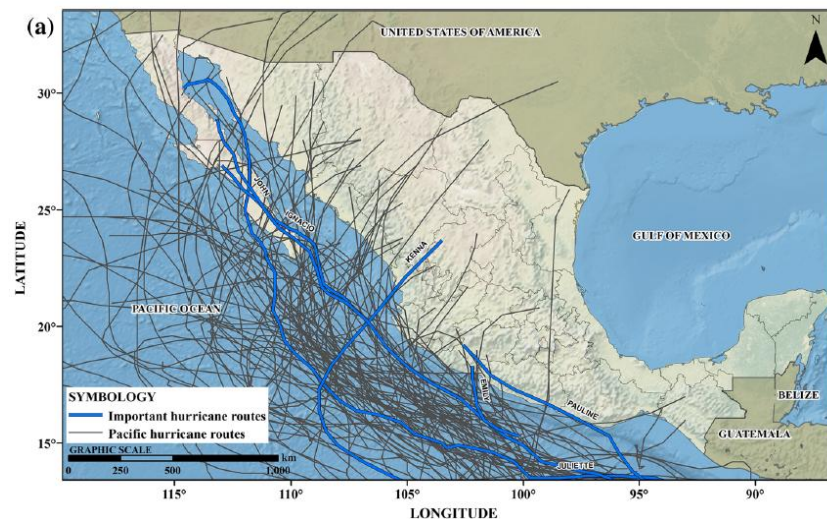 (a)
UNITED STATES OF AMERICA
N
30°
25°
20°
15°
LATITUDE
JOHN
IGNACIO
KENNA
GULF OF MEXICO
PACIFIC OCEAN
EMILY
PAULINE
JULIETTE
BELIZE
GUATEMALA
SYMBOLOGY
Important hurricane routes
Pacific hurricane routes
GRAPHIC SCALE
km
0 250 500 1,000
115° 110° 105° 100° 95° 90°
LONGITUDE